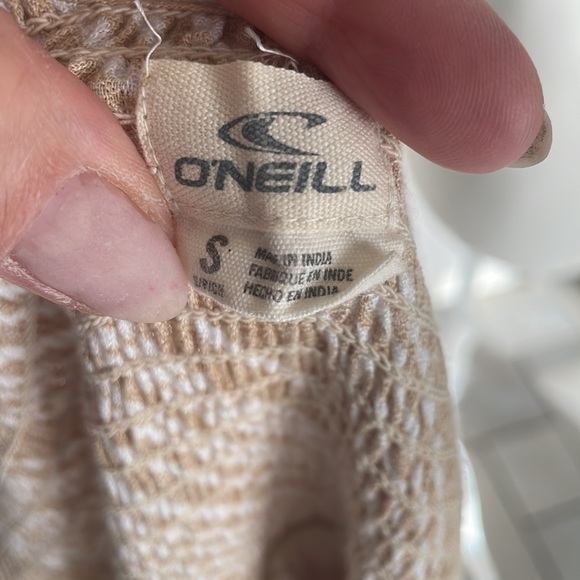 O'NEILL
S
MADE IN INDIA
FABRIQUÉ EN INDE
HECHO EN INDIA